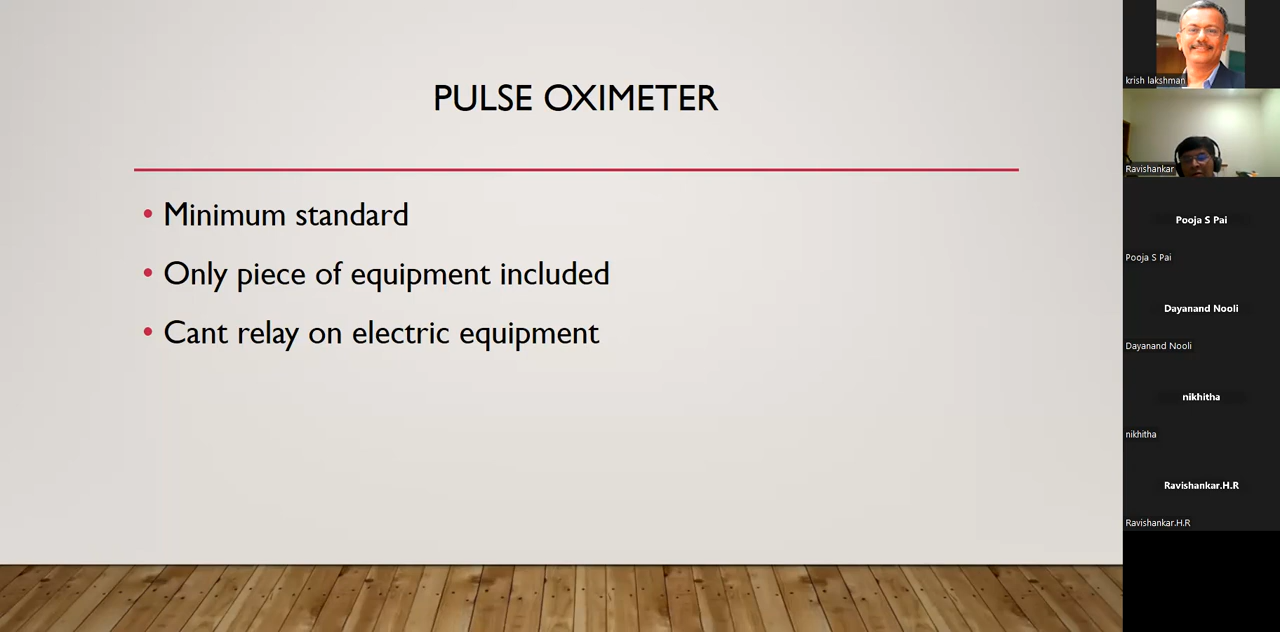 PULSE OXIMETER
• Minimum standard
• Only piece of equipment included
• Cant relay on electric equipment
krish lakshman
Ravishankar
Pooja S Pai
Pooja S Pai
Dayanand Nooli
Dayanand Nooli
nikhitha
nikhitha
Ravishankar.H.R
Ravishankar.H.R